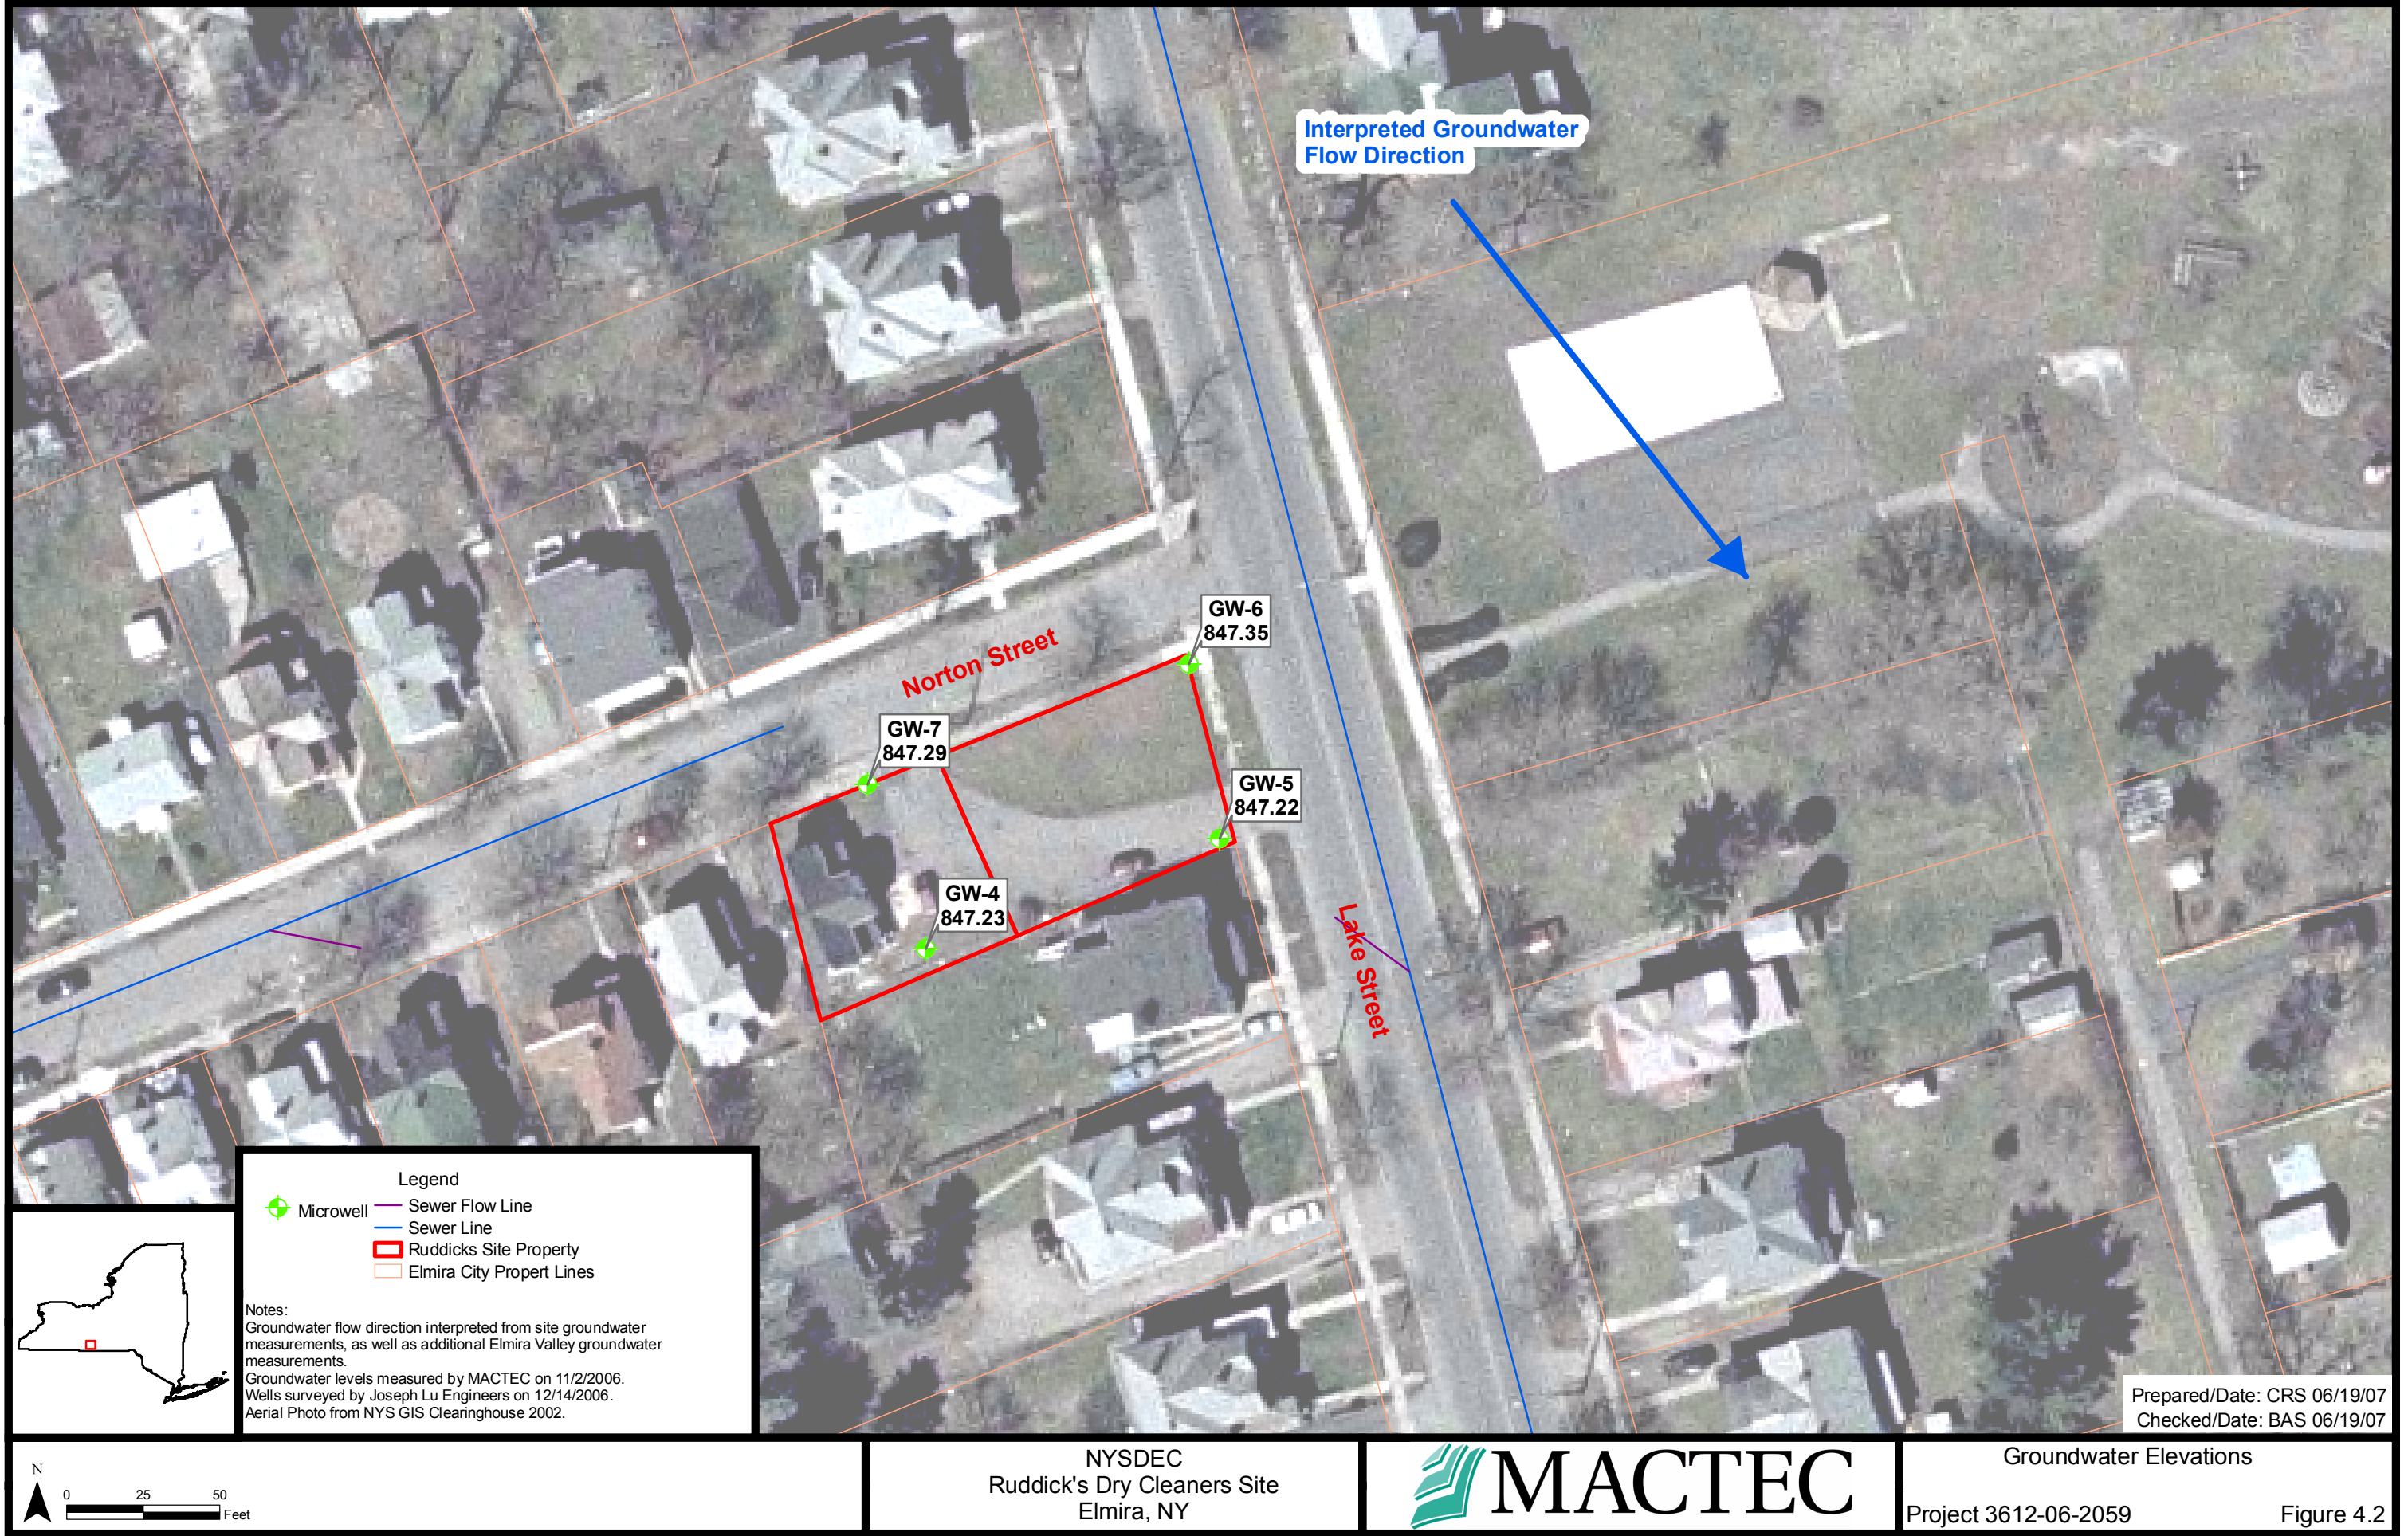 Interpreted Groundwater
Flow Direction
GW-6
847.35
Norton Street
GW-7
847.29
GW-5
847.22
GW-4
847.23
Lake Street
Legend
Microwell
Sewer Flow Line
Sewer Line
Ruddicks Site Property
Elmira City Propert Lines
Notes:
Groundwater flow direction interpreted from site groundwater
measurements, as well as additional Elmira Valley groundwater
measurements.
Groundwater levels measured by MACTEC on 11/2/2006.
Wells surveyed by Joseph Lu Engineers on 12/14/2006.
Aerial Photo from NYS GIS Clearinghouse 2002.
Prepared/Date: CRS 06/19/07
Checked/Date: BAS 06/19/07
N
0 25 50
Feet
NYSDEC
Ruddick's Dry Cleaners Site
Elmira, NY
MACTEC
Groundwater Elevations
Project 3612-06-2059 Figure 4.2